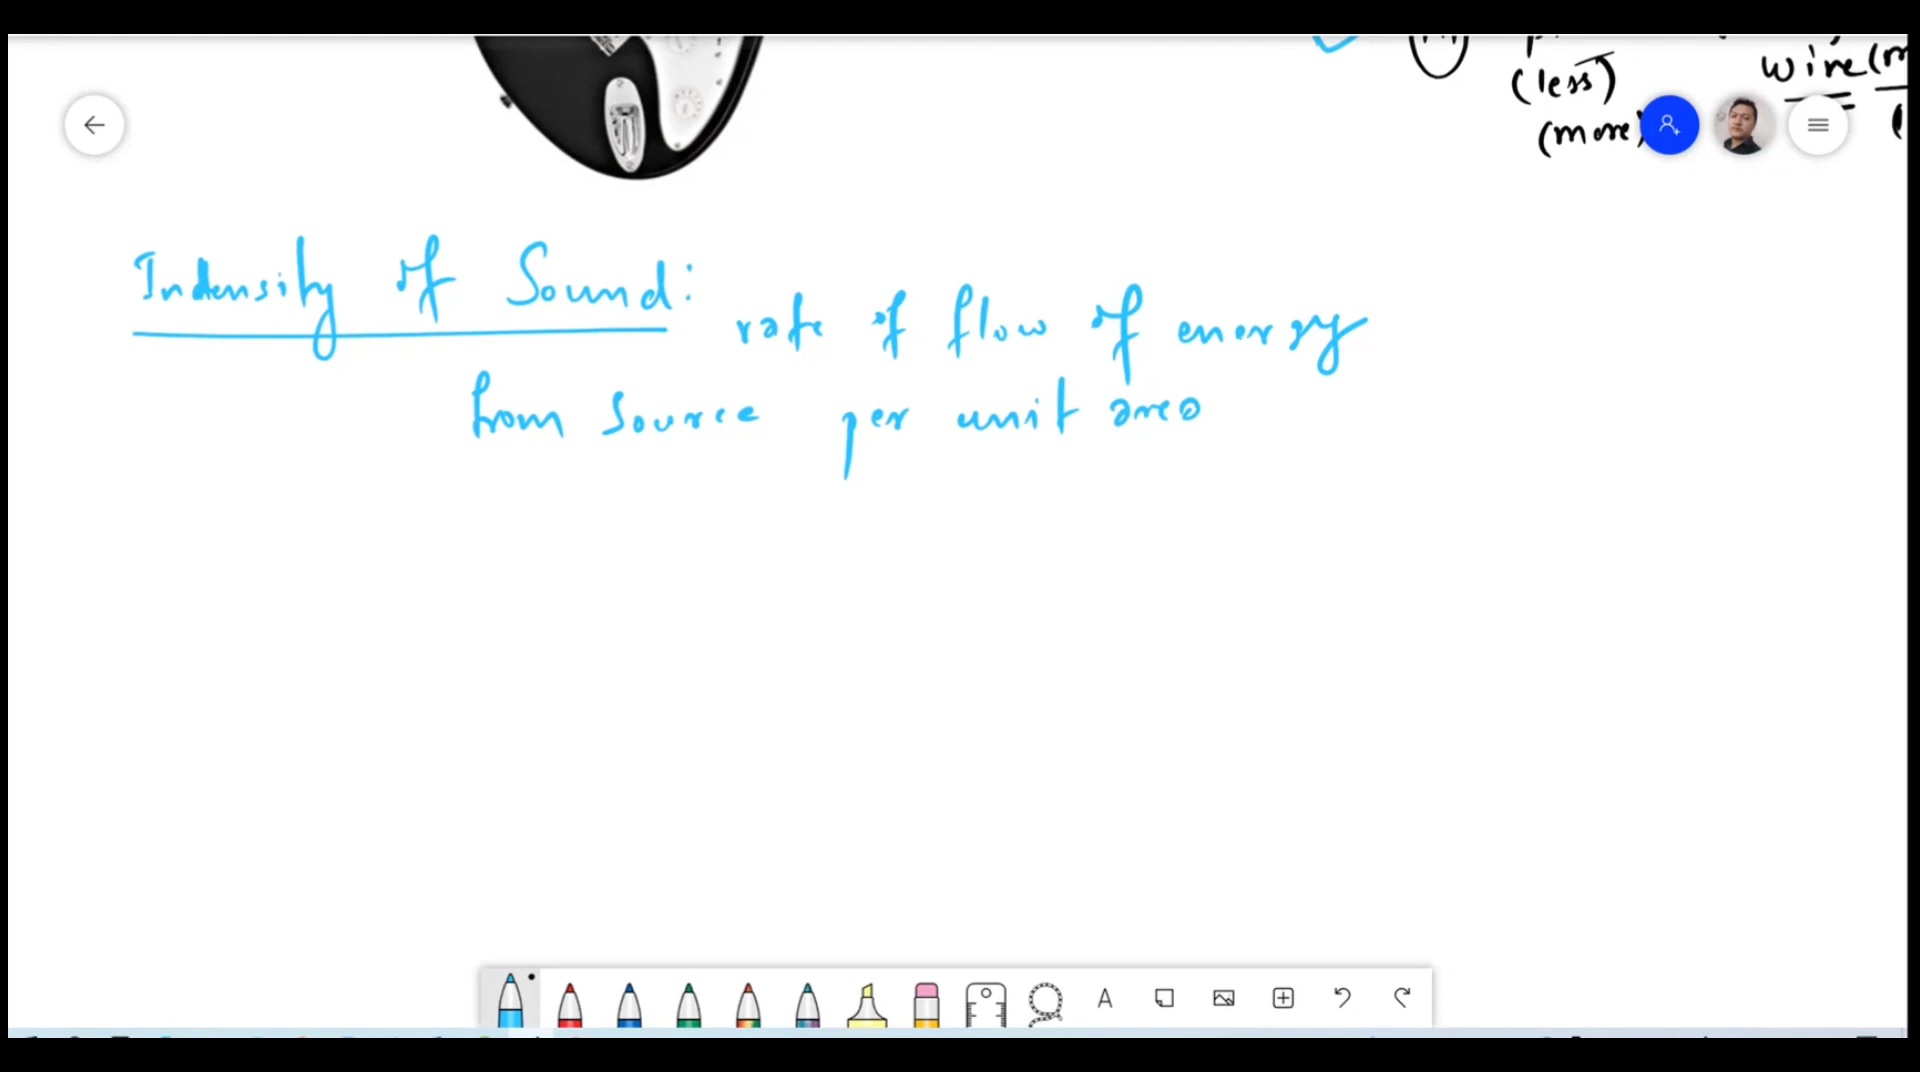 (less)
wire (m
(more)
Intensity of Sound:
rate of flow of energy
from source per unit area
A